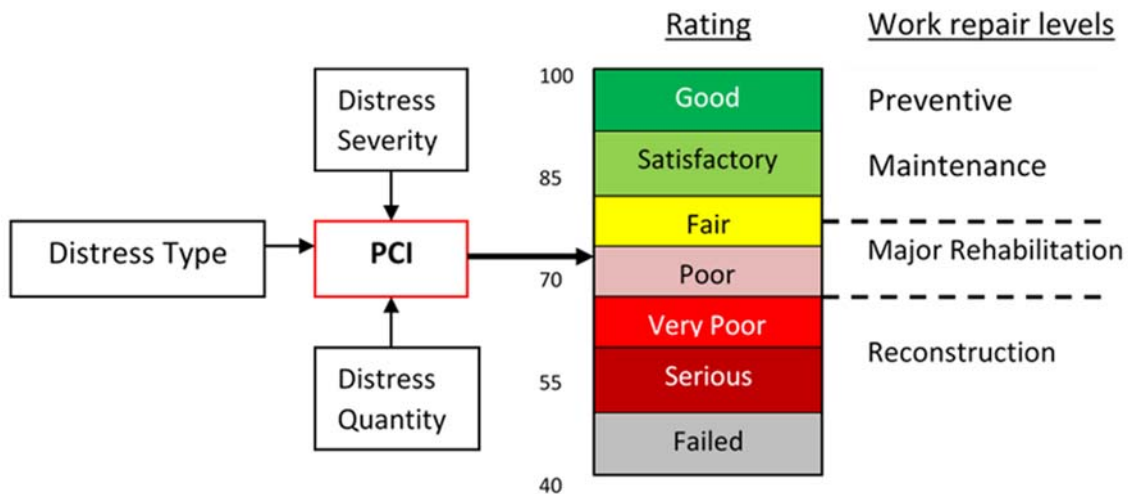 Rating
Work repair levels
100
Distress
Severity
Good
Preventive
Satisfactory
Maintenance
85
Distress Type
PCI
Fair
Major Rehabilitation
70
Poor
Very Poor
Reconstruction
Distress
Quantity
55
Serious
Failed
40